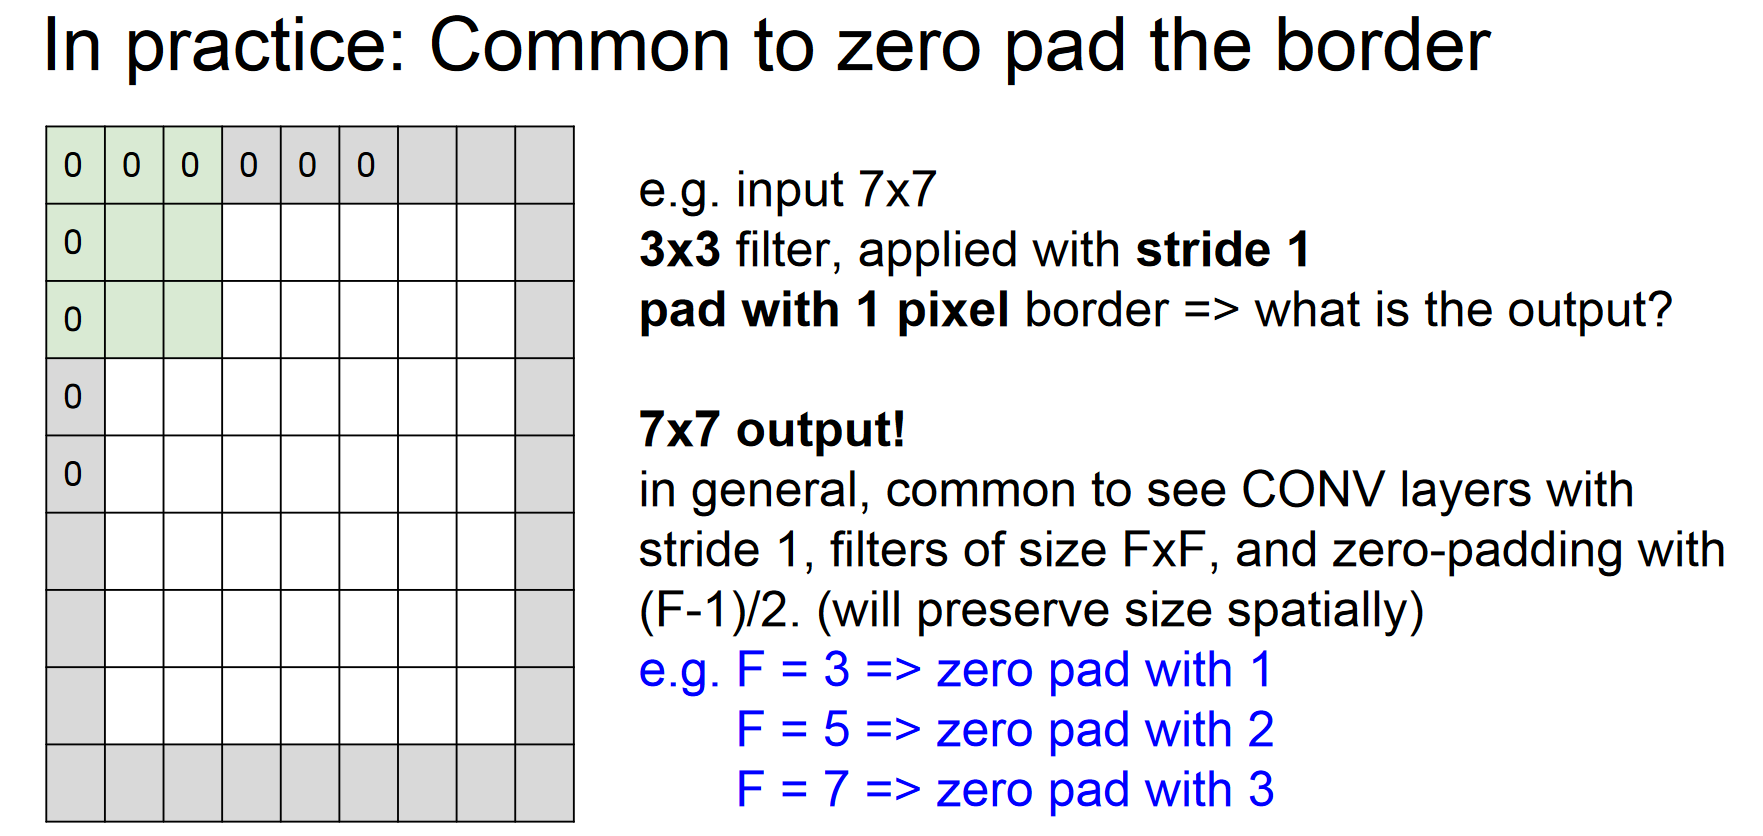 In practice: Common to zero pad the border
0 0 0 0 0 0
0
0
0
0
e.g. input 7x7
3x3 filter, applied with stride 1
pad with 1 pixel border => what is the output?
7x7 output!
in general, common to see CONV layers with
stride 1, filters of size FxF, and zero-padding with
(F-1)/2. (will preserve size spatially)
e.g. F = 3 => zero pad with 1
F = 5 => zero pad with 2
F = 7 => zero pad with 3